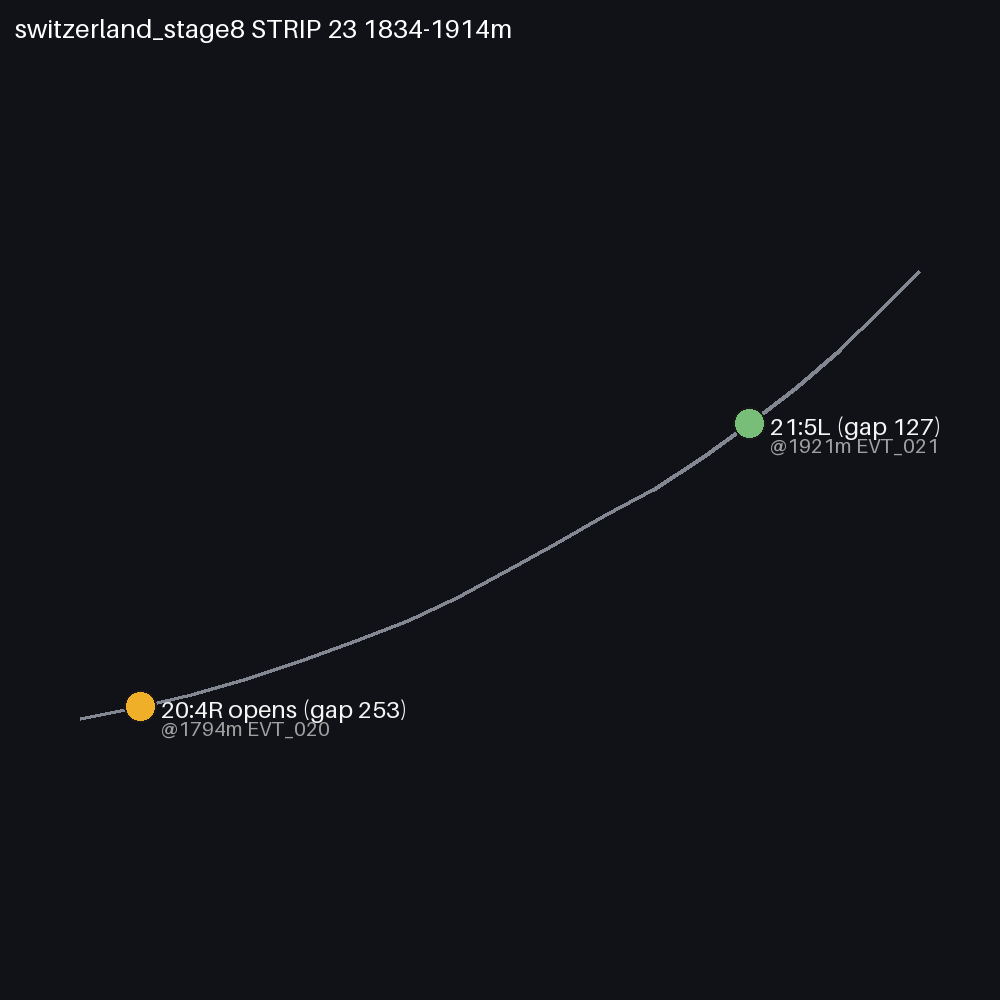 switzerland_stage8 STRIP 23 1834-1914m
21:5L (gap 127)
@1921m EVT_021
20:4R opens (gap 253)
@1794m EVT_020